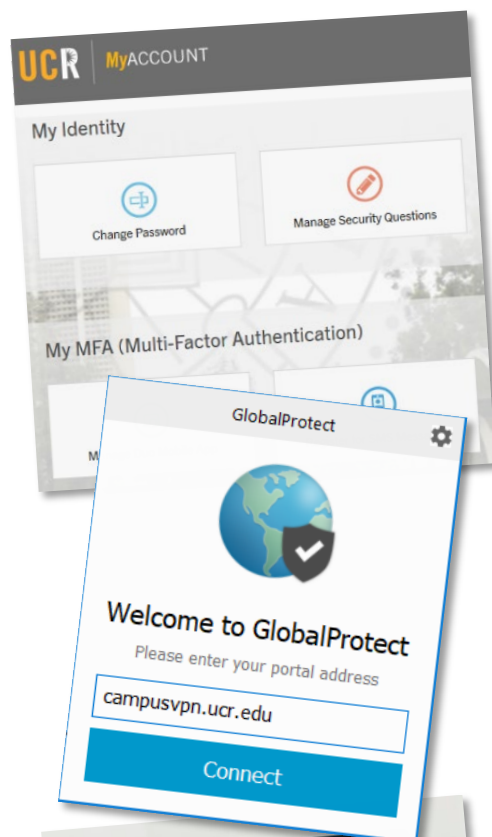 UCR MyACCOUNT
My Identity
Change Password
Manage Security Questions
My MFA (Multi-Factor Authentication)
GlobalProtect
Welcome to GlobalProtect
Please enter your portal address
campusvpn.ucr.edu
Connect